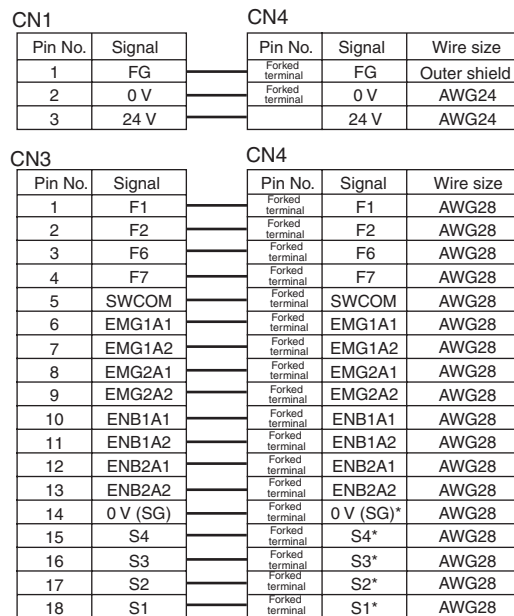 CN1 CN4
Pin No. Signal Pin No. Signal Wire size
1 FG Forked terminal FG Outer shield
2 0 V Forked terminal 0 V AWG24
3 24 V 24 V AWG24
CN3 CN4
Pin No. Signal Pin No. Signal Wire size
1 F1 Forked terminal F1 AWG28
2 F2 Forked terminal F2 AWG28
3 F6 Forked terminal F6 AWG28
4 F7 Forked terminal F7 AWG28
5 SWCOM Forked terminal SWCOM AWG28
6 EMG1A1 Forked terminal EMG1A1 AWG28
7 EMG1A2 Forked terminal EMG1A2 AWG28
8 EMG2A1 Forked terminal EMG2A1 AWG28
9 EMG2A2 Forked terminal EMG2A2 AWG28
10 ENB1A1 Forked terminal ENB1A1 AWG28
11 ENB1A2 Forked terminal ENB1A2 AWG28
12 ENB2A1 Forked terminal ENB2A1 AWG28
13 ENB2A2 Forked terminal ENB2A2 AWG28
14 0 V (SG) Forked terminal 0 V (SG)* AWG28
15 S4 Forked terminal S4* AWG28
16 S3 Forked terminal S3* AWG28
17 S2 Forked terminal S2* AWG28
18 S1 Forked terminal S1* AWG28